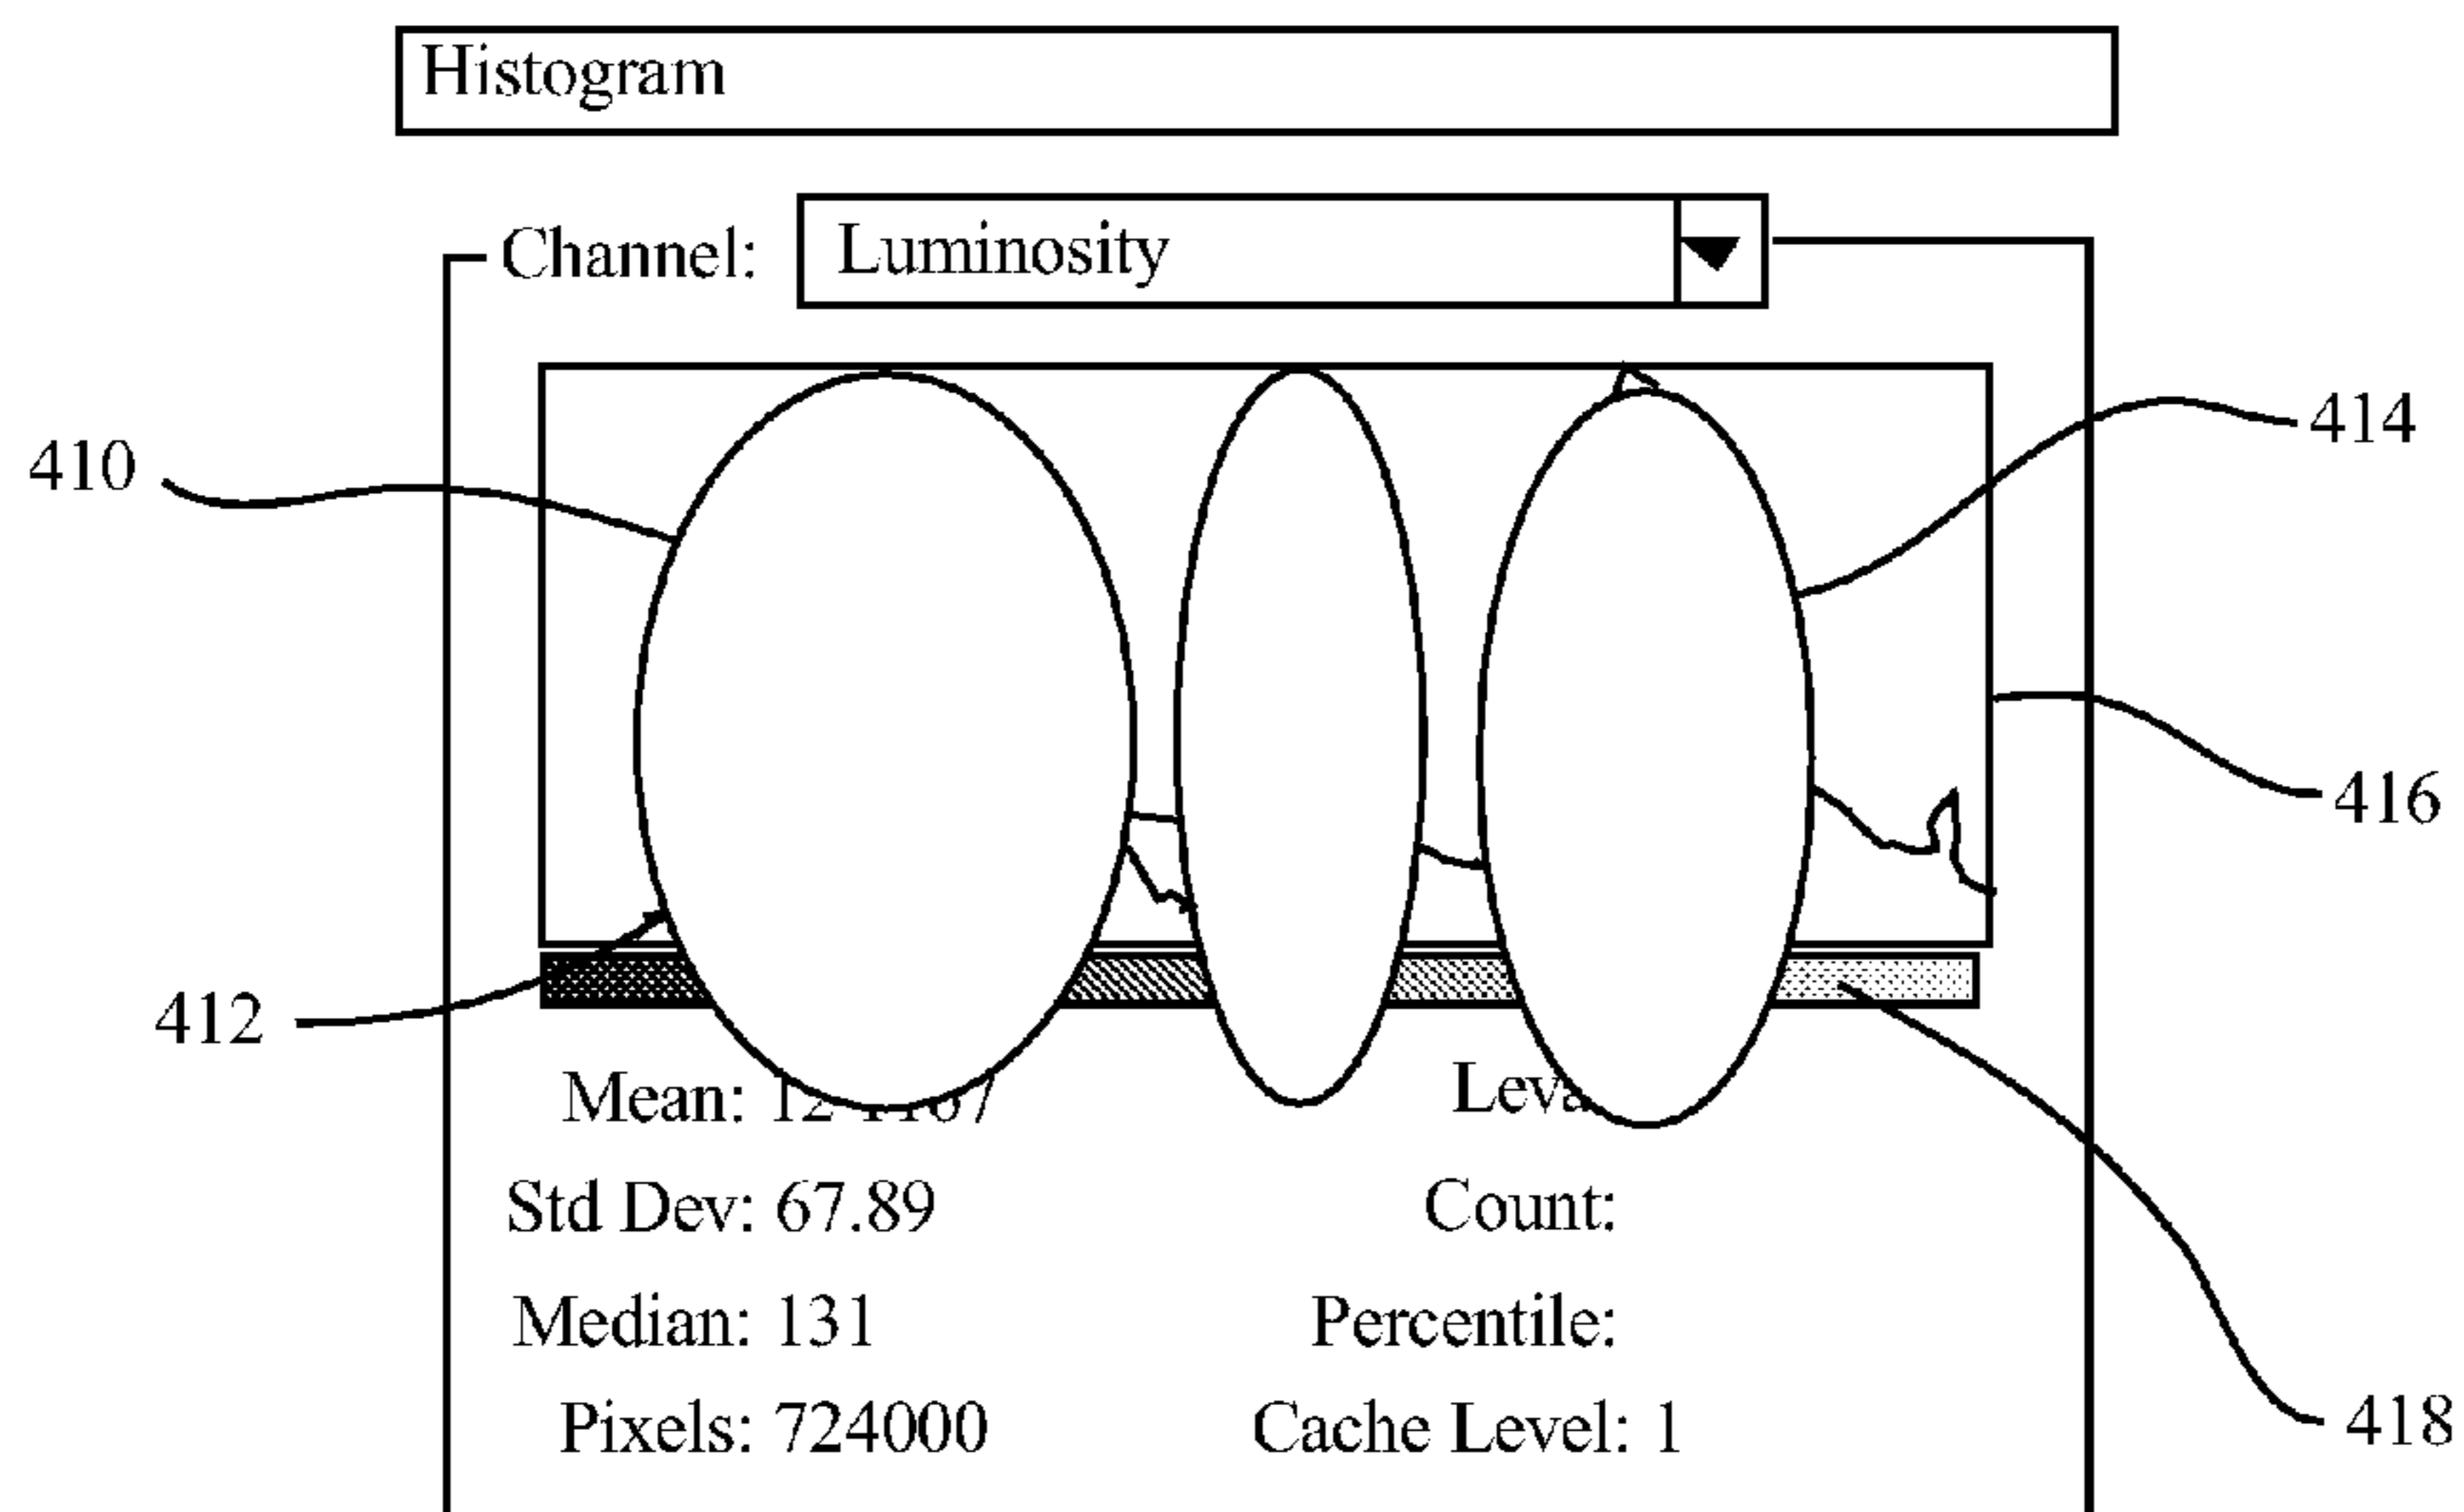 Histogram
Channel: Luminosity
414
410
416
412
Mean:
Std Dev: 67.89
Count:
Median: 131
Percentile:
Pixels: 724000
Cache Level: 1
418